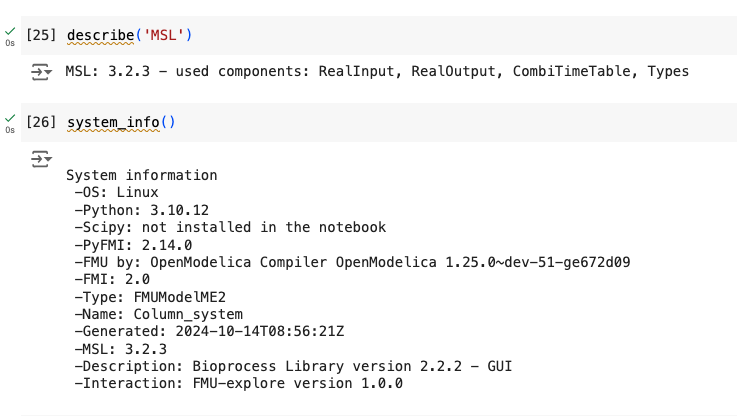 [25] describe('MSL')
0s
MSL: 3.2.3 - used components: RealInput, RealOutput, CombiTimeTable, Types
[26] system_info()
0s
System information
-OS: Linux
-Python: 3.10.12
-Scipy: not installed in the notebook
-PyFMI: 2.14.0
-FMU by: OpenModelica Compiler OpenModelica 1.25.0~dev-51-ge672d09
-FMI: 2.0
-Type: FMUModelME2
-Name: Column_system
-Generated: 2024-10-14T08:56:21Z
-MSL: 3.2.3
-Description: Bioprocess Library version 2.2.2 - GUI
-Interaction: FMU-explore version 1.0.0